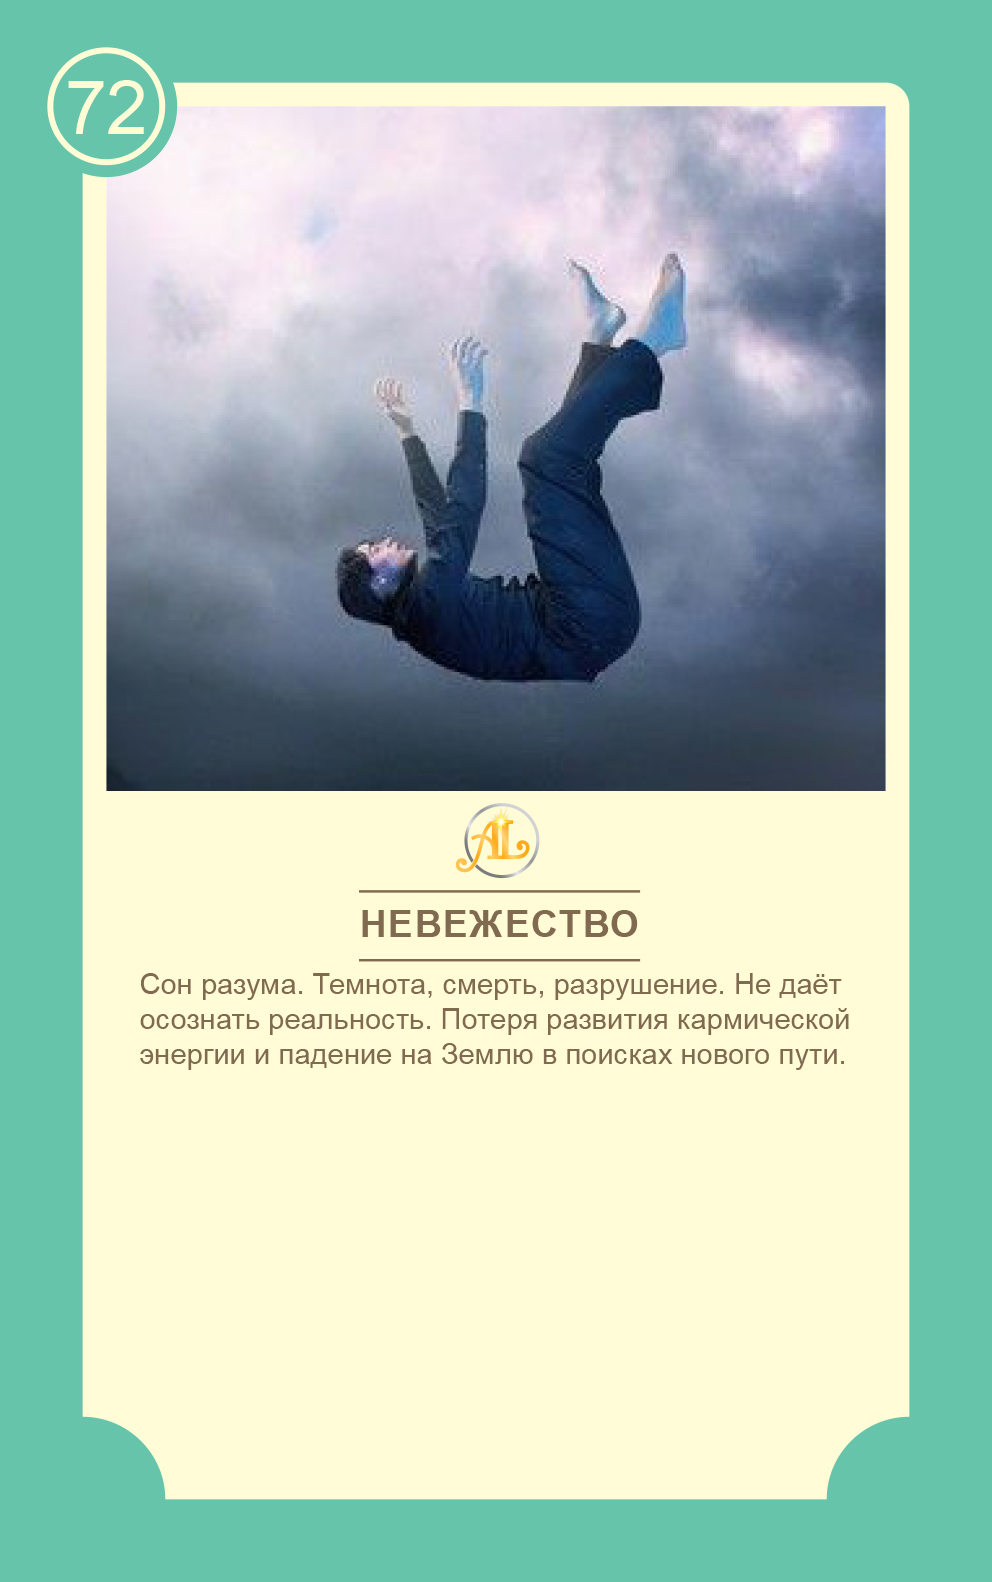 72
AL
НЕВЕЖЕСТВО
Сон разума. Темнота, смерть, разрушение. Не даёт
осознать реальность. Потеря развития кармической
энергии и падение на Землю в поисках нового пути.